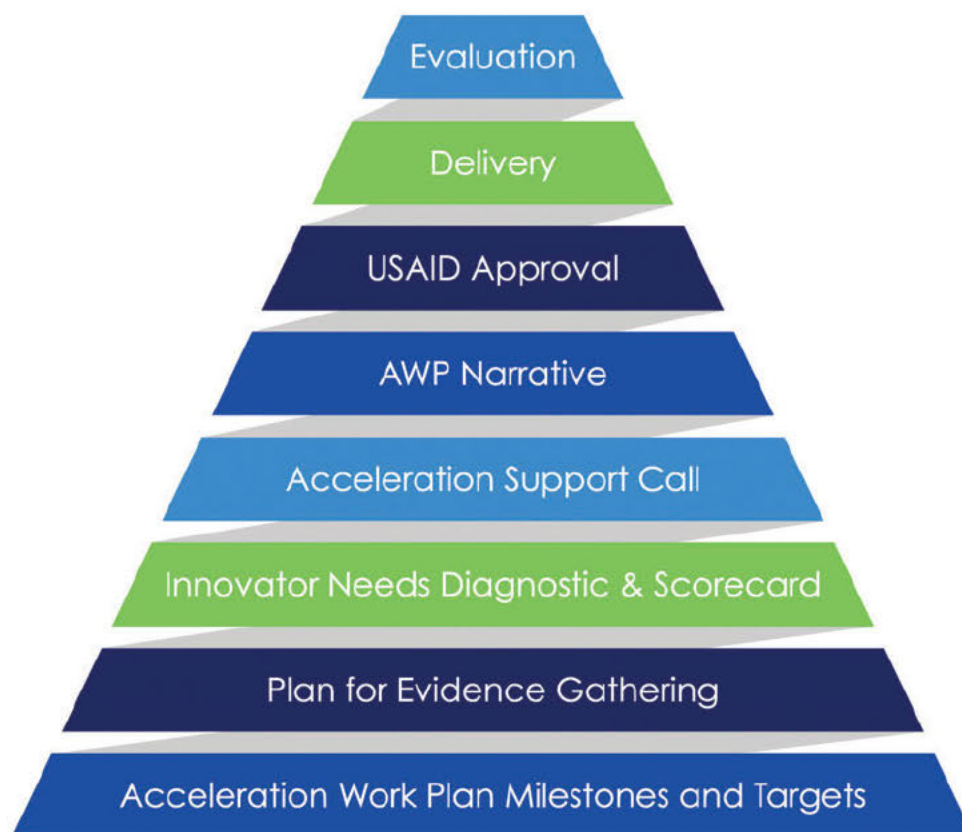 Evaluation
Delivery
USAID Approval
AWP Narrative
Acceleration Support Call
Innovator Needs Diagnostic & Scorecard
Plan for Evidence Gathering
Acceleration Work Plan Milestones and Targets